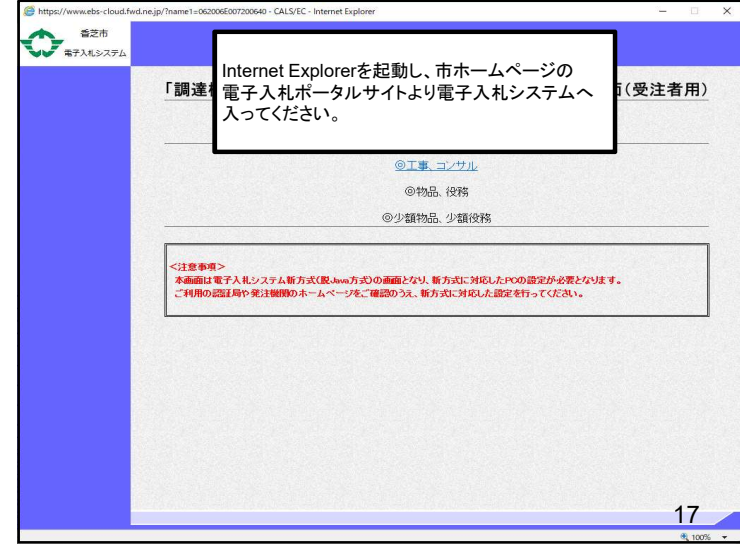 https://www.ebs-cloud.fwd.ne.jp/?name1=062006E007200640 - CALS/EC - Internet Explorer
香芝市
電子入札システム
Internet Explorerを起動し、市ホームページの
電子入札ポータルサイトより電子入札システムへ
入ってください。
「調達
(受注者用)
◎工事、コンサル
◎物品、役務
◎少額物品、少額役務
<注意事項>
本画面は電子入札システム新方式(脱Java方式)の画面となり、新方式に対応したPCの設定が必要となります。
ご利用の認証局や発注機関のホームページをご確認のうえ、新方式に対応した設定を行ってください。
17
100%